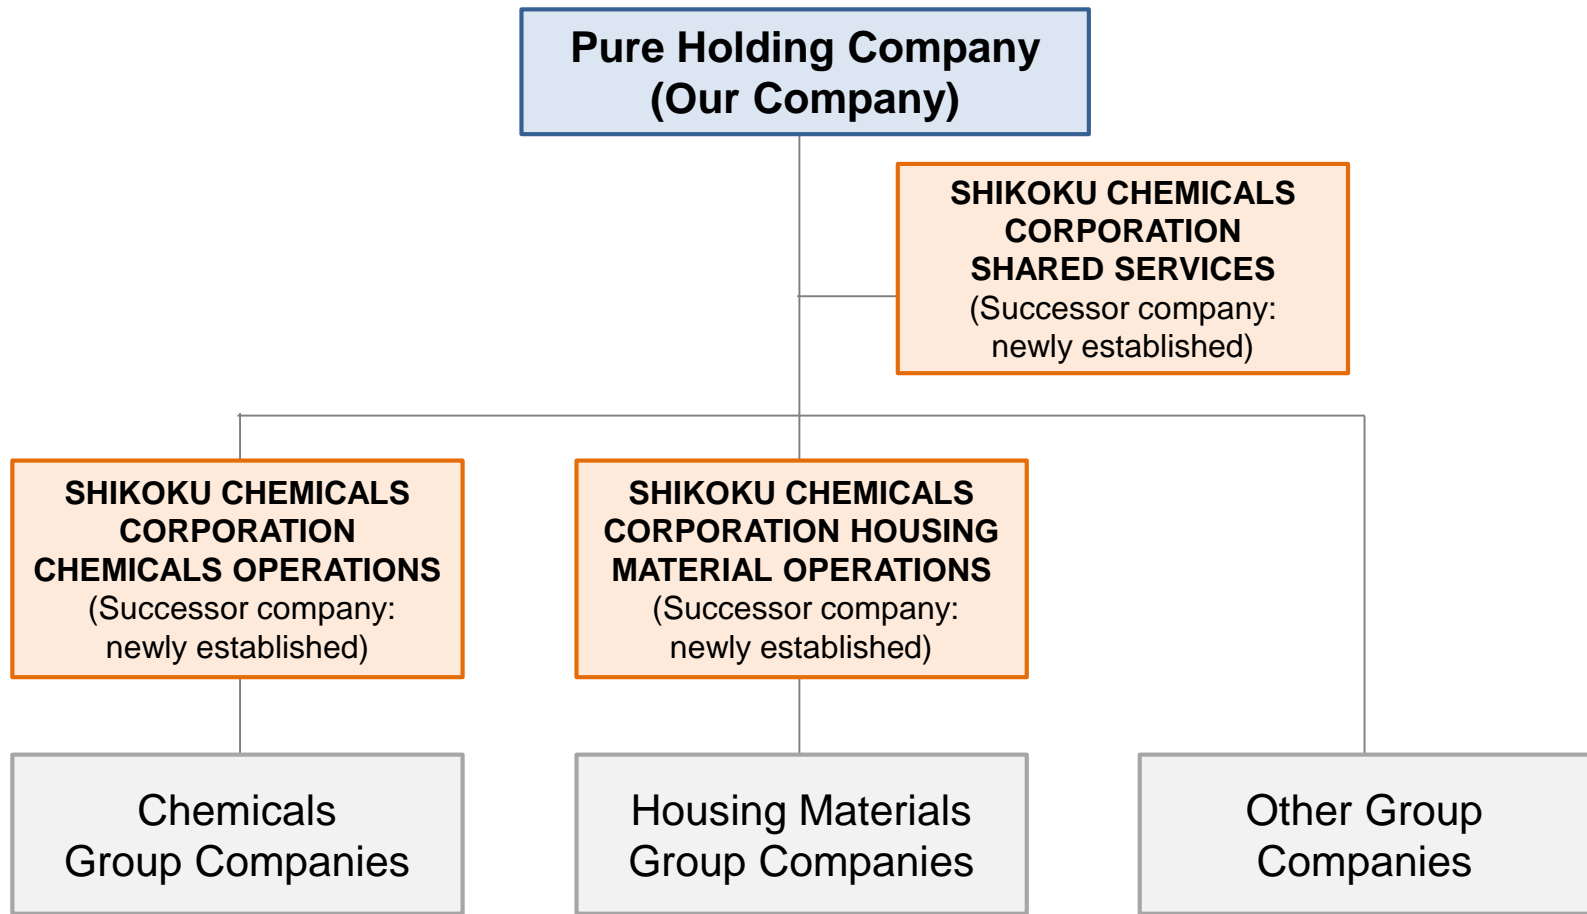 Pure Holding Company
(Our Company)
SHIKOKU CHEMICALS
CORPORATION
SHARED SERVICES
(Successor company:
newly established)
SHIKOKU CHEMICALS
CORPORATION
CHEMICALS OPERATIONS
(Successor company:
newly established)
SHIKOKU CHEMICALS
CORPORATION HOUSING
MATERIAL OPERATIONS
(Successor company:
newly established)
Chemicals
Group Companies
Housing Materials
Group Companies
Other Group
Companies